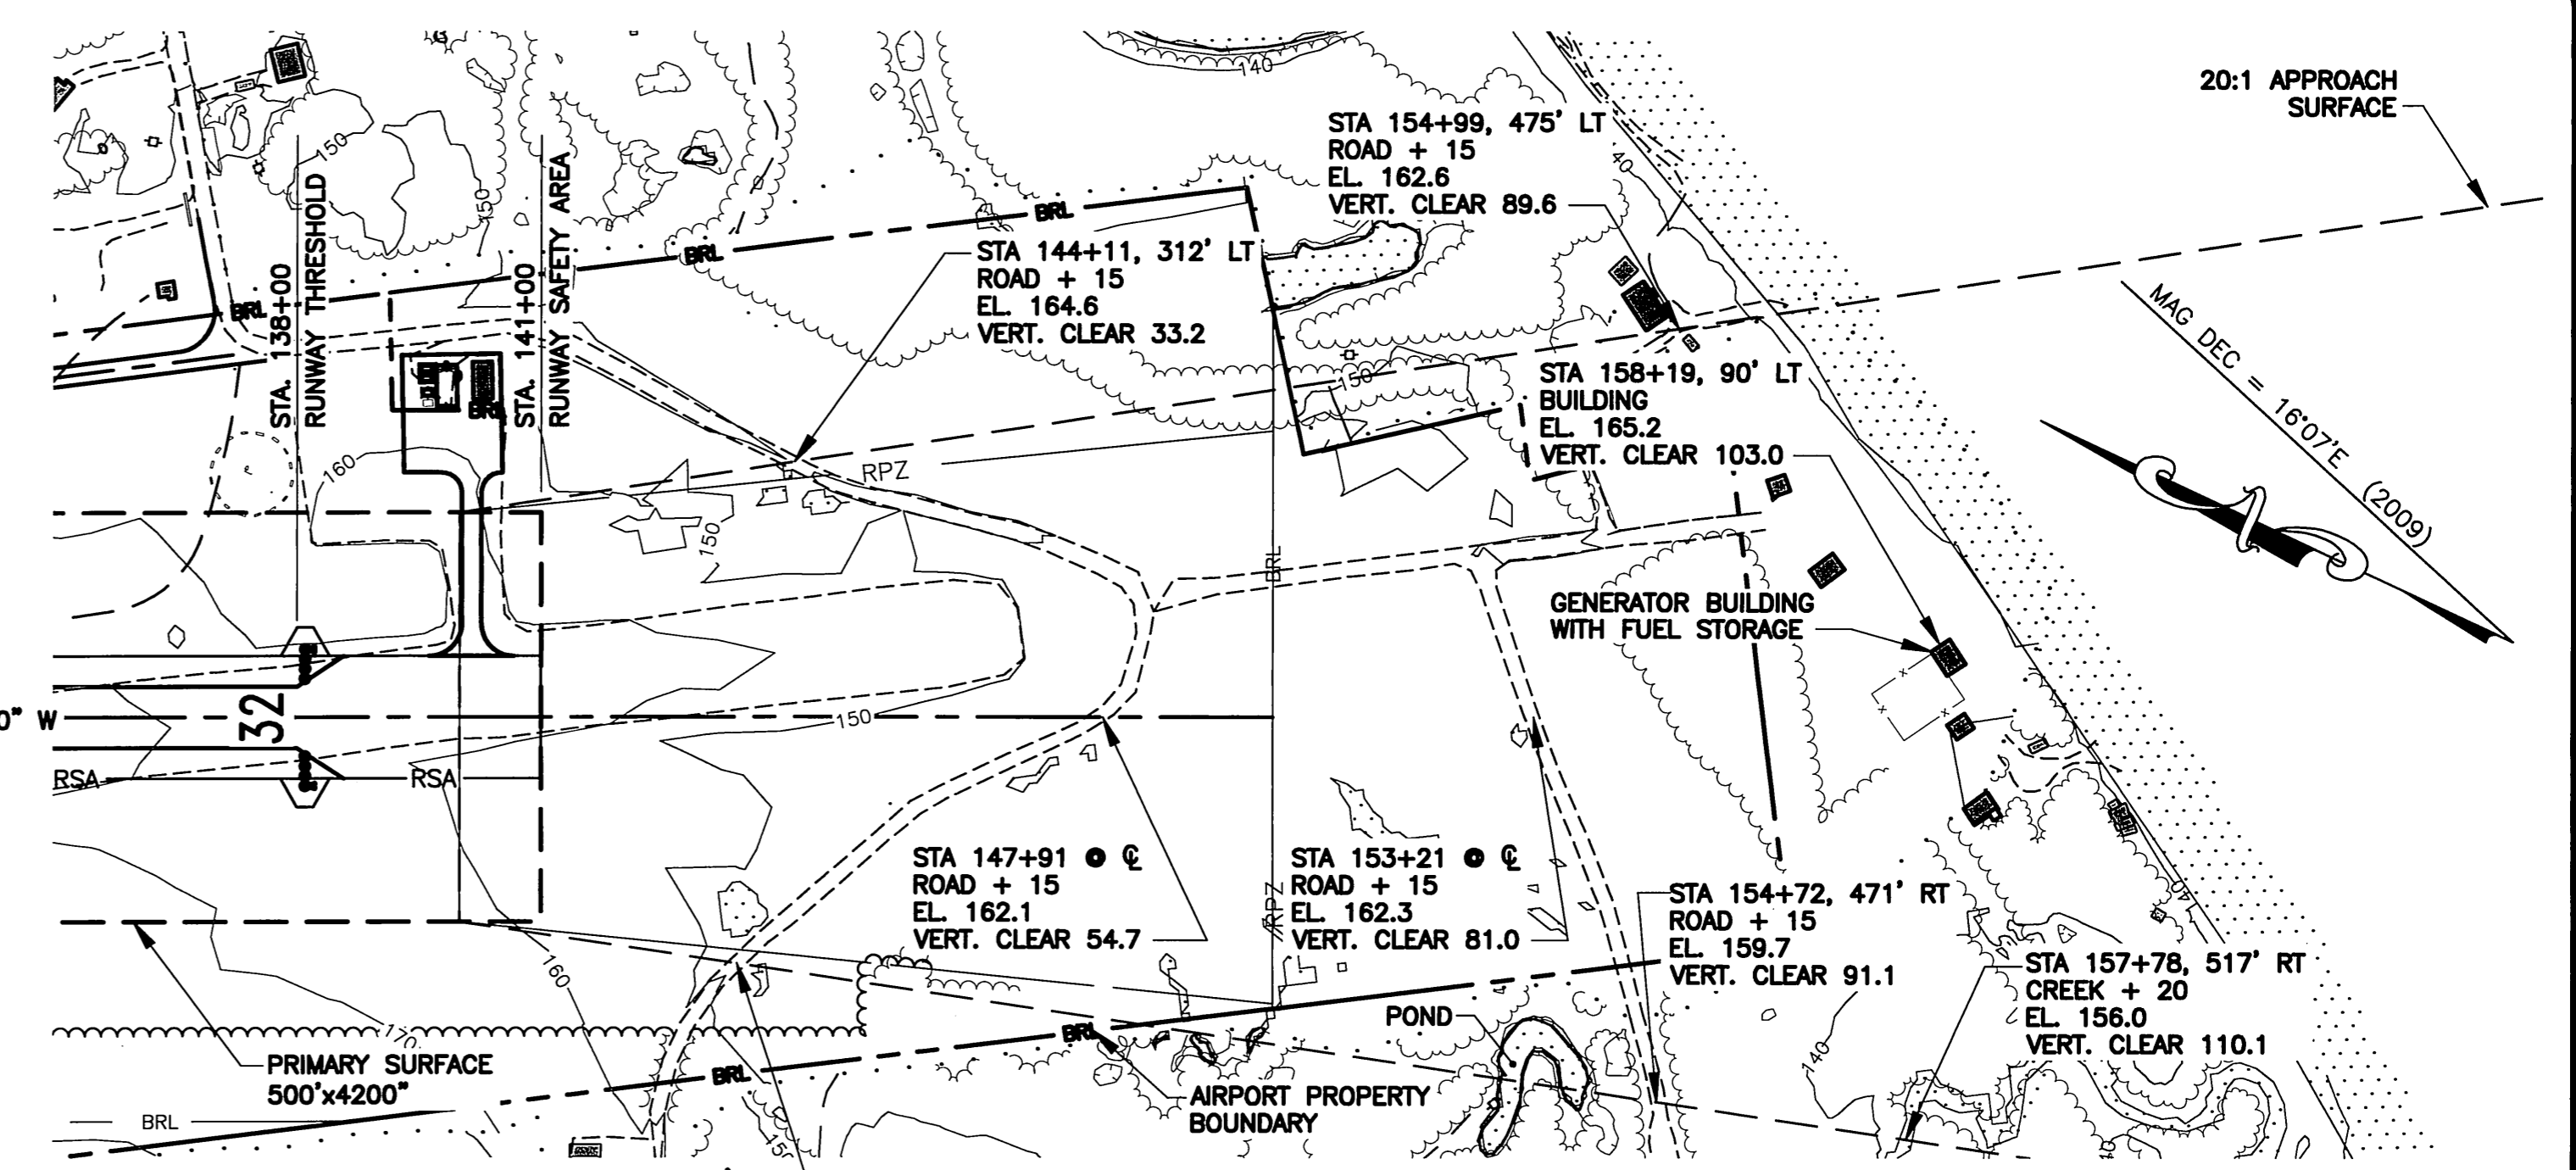 20:1 APPROACH
SURFACE
140
STA 154+99, 475' LT
ROAD + 15
EL. 162.6
VERT. CLEAR 89.6
150
150
STA. 138+00
RUNWAY THRESHOLD
STA. 141+00
RUNWAY SAFETY AREA
BRL
BRL
BRL
BRL
STA 144+11, 312' LT
ROAD + 15
EL. 164.6
VERT. CLEAR 33.2
MAG DEC = 16°07'E (2009)
150
STA 158+19, 90' LT
BUILDING
EL. 165.2
VERT. CLEAR 103.0
160
RPZ
150
BRL
GENERATOR BUILDING
WITH FUEL STORAGE
32
0" W
150
RSA
RSA
STA 147+91 @ ℄
ROAD + 15
EL. 162.1
VERT. CLEAR 54.7
STA 153+21 @ ℄
ROAD + 15
EL. 162.3
VERT. CLEAR 81.0
RPZ
STA 154+72, 471' RT
ROAD + 15
EL. 159.7
VERT. CLEAR 91.1
140
STA 157+78, 517' RT
CREEK + 20
EL. 156.0
VERT. CLEAR 110.1
160
170
POND
BRL
BRL
140
PRIMARY SURFACE
500'x4200"
AIRPORT PROPERTY
BOUNDARY
BRL